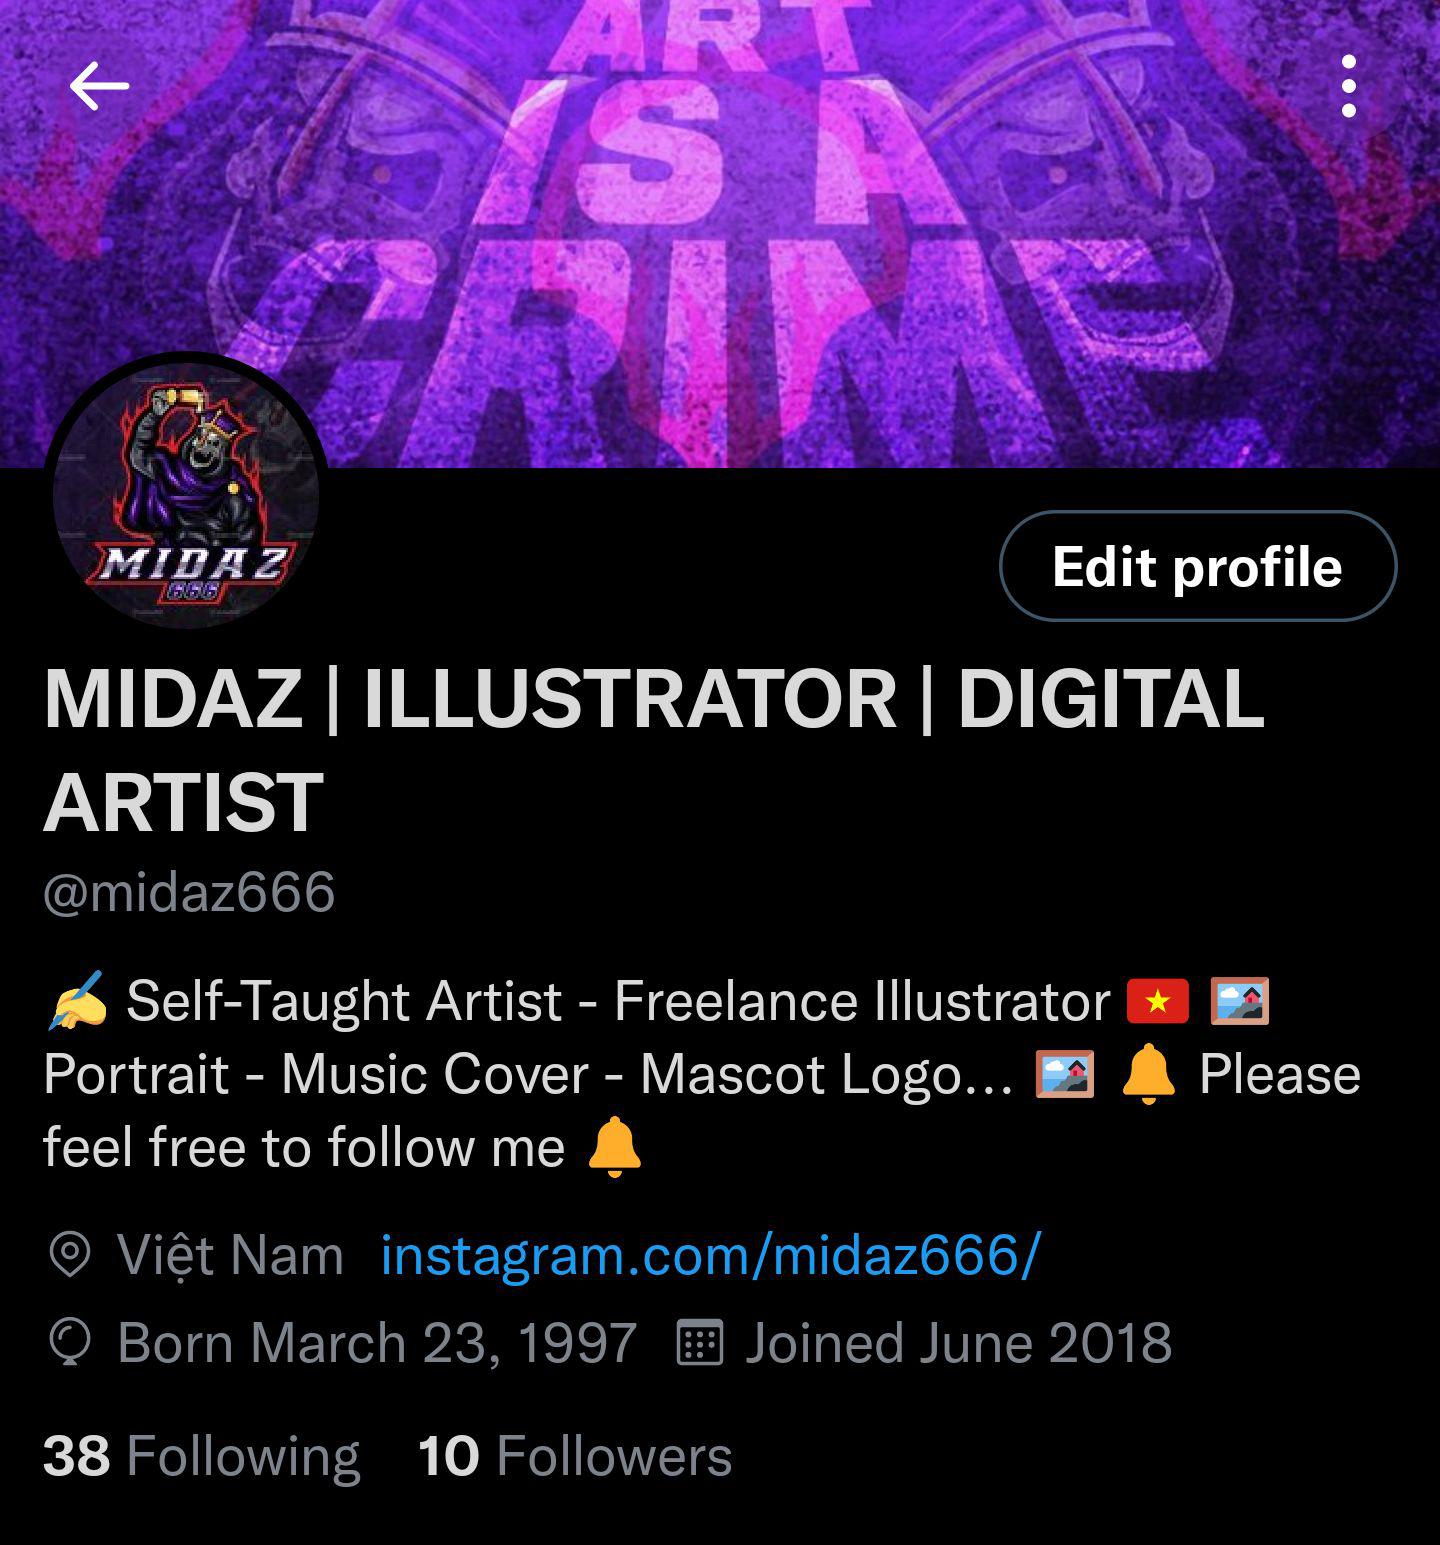 ART
IS A
CRIME
MIDAZ
666
Edit profile
MIDAZ | ILLUSTRATOR | DIGITAL
ARTIST
@midaz666
✍️ Self-Taught Artist - Freelance Illustrator 🇻🇳 🖼️
Portrait - Music Cover - Mascot Logo... 🖼️ 🔔 Please
feel free to follow me 🔔
Việt Nam instagram.com/midaz666/
Born March 23, 1997 Joined June 2018
38 Following 10 Followers